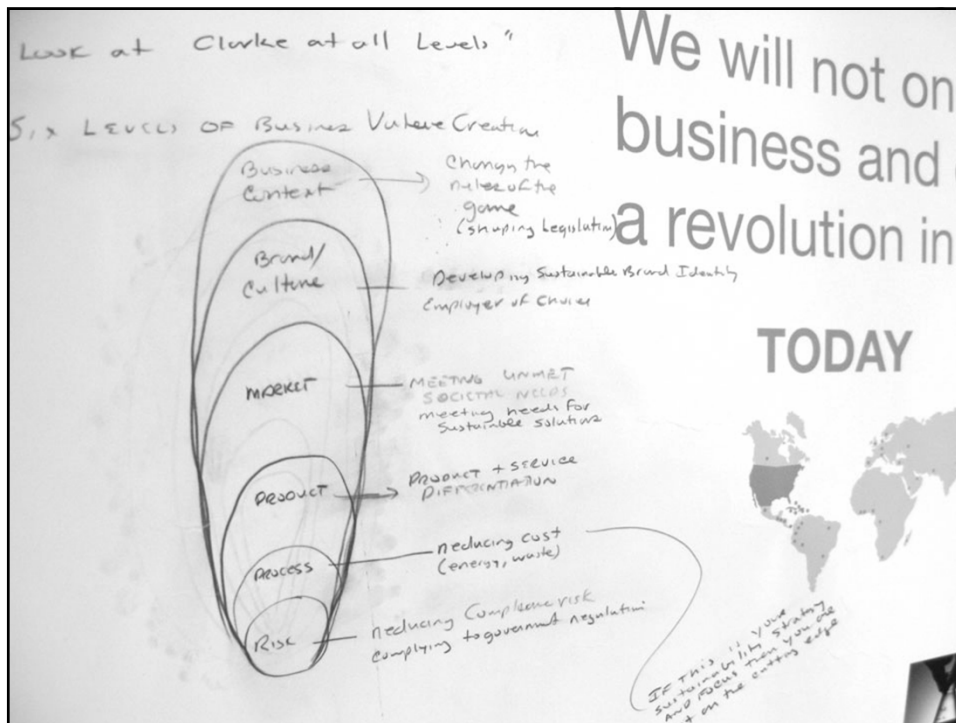 Look at "Clarke at all Levels"
SIX LEVELS OF Business Value Creation
Business
Context
Changing the
rules of the
game
(shaping Legislation)
Brand/
Culture
Developing Sustainable Brand Identity
Employer of Choice
MARKET
MEETING UNMET
SOCIETAL NEEDS
meeting needs for
sustainable solutions
PRODUCT
PRODUCT + SERVICE
DIFFERENTIATION
PROCESS
Reducing cost
(energy, waste)
RISK
Reducing Compliance risk
Complying to government regulation
IF This is your
sustainability strategy
AND FOCUS then you are
on the cutting edge
We will not on
business and
a revolution in
TODAY